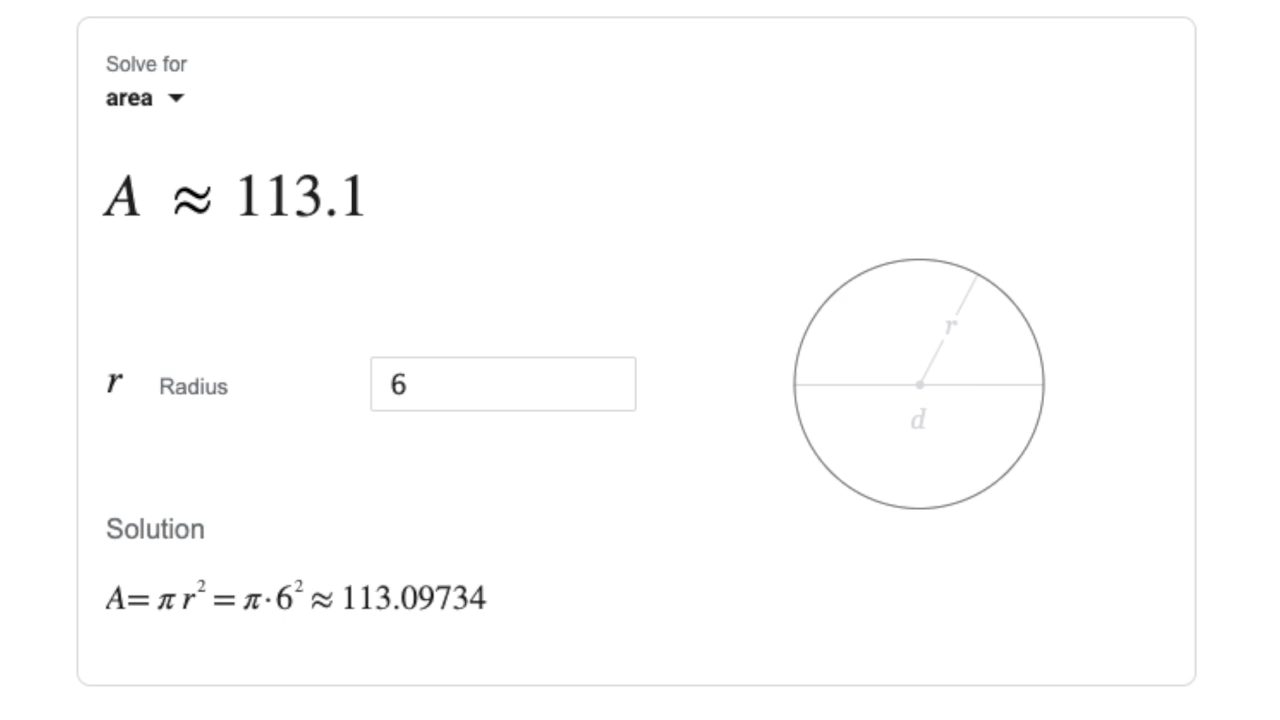 Solve for
area
A ≈ 113.1
r Radius 6
r
d
Solution
A= π r² = π·6² ≈ 113.09734